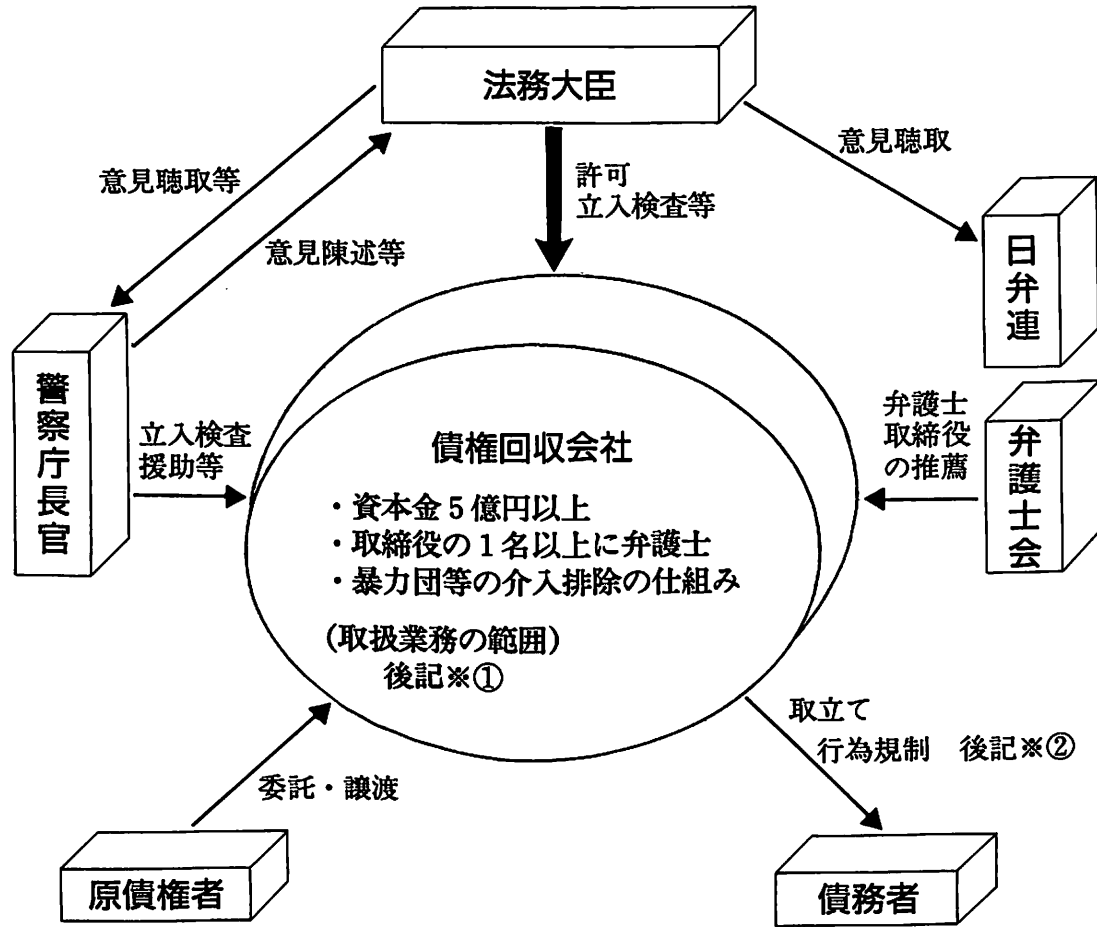 法務大臣
意見聴取等
意見陳述等
許可
立入検査等
意見聴取
日弁連
警察庁長官
立入検査
援助等
弁護士
取締役
の推薦
弁護士会
債権回収会社
・資本金5億円以上
・取締役の1名以上に弁護士
・暴力団等の介入排除の仕組み
(取扱業務の範囲)
後記※①
委託・譲渡
取立て
行為規制　後記※②
原債権者
債務者